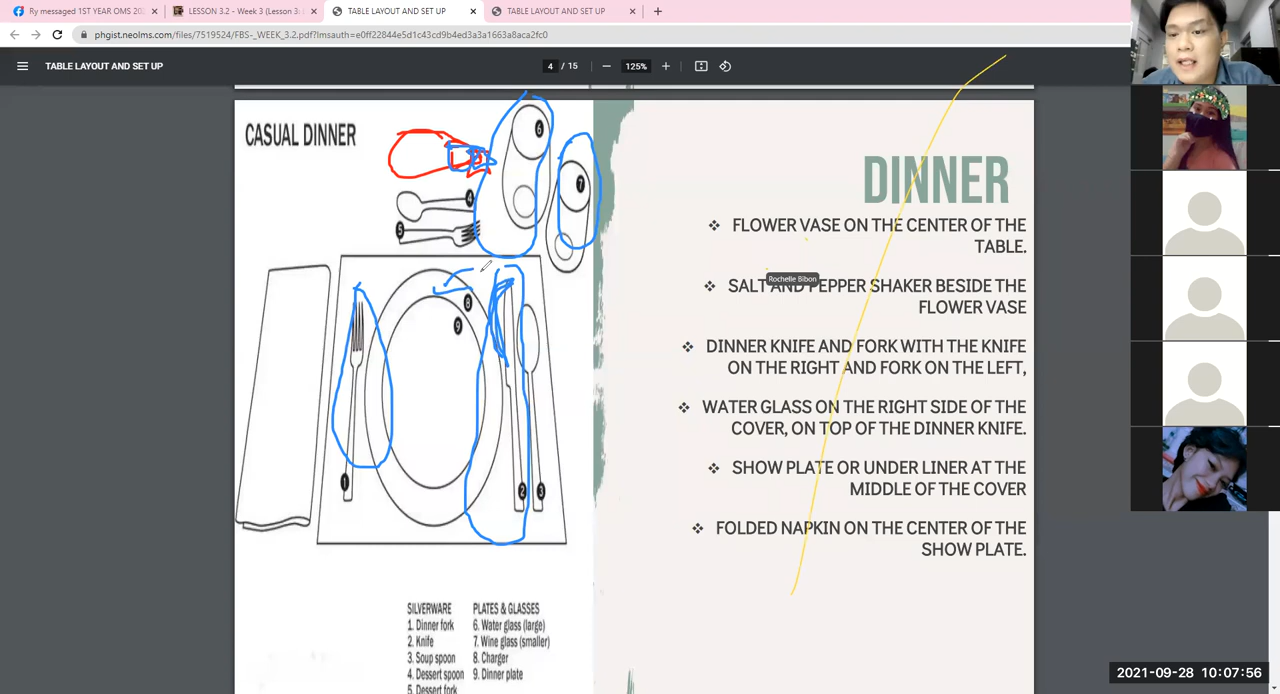 Ry messaged 1ST YEAR OMS
LESSON 3.2 - Week 3 (Lesson 3:
TABLE LAYOUT AND SET UP
TABLE LAYOUT AND SET UP
phgist.neolms.com/files/7519524/FBS-_WEEK_3.2.pdf?lmsauth=e0ff22844e5d1c43cd9b4ed3a3a1663a8aca2fc0
TABLE LAYOUT AND SET UP
4 / 15
125%
CASUAL DINNER
6
7
4
5
8
9
1
2
3
SILVERWARE
1. Dinner fork
2. Knife
3. Soup spoon
4. Dessert spoon
5. Dessert fork
PLATES & GLASSES
6. Water glass (large)
7. Wine glass (smaller)
8. Charger
9. Dinner plate
DINNER
❖ FLOWER VASE ON THE CENTER OF THE
TABLE.
❖ SALT AND PEPPER SHAKER BESIDE THE
FLOWER VASE
Rochelle Bibon
❖ DINNER KNIFE AND FORK WITH THE KNIFE
ON THE RIGHT AND FORK ON THE LEFT,
❖ WATER GLASS ON THE RIGHT SIDE OF THE
COVER, ON TOP OF THE DINNER KNIFE.
❖ SHOW PLATE OR UNDER LINER AT THE
MIDDLE OF THE COVER
❖ FOLDED NAPKIN ON THE CENTER OF THE
SHOW PLATE.
2021-09-28 10:07:56